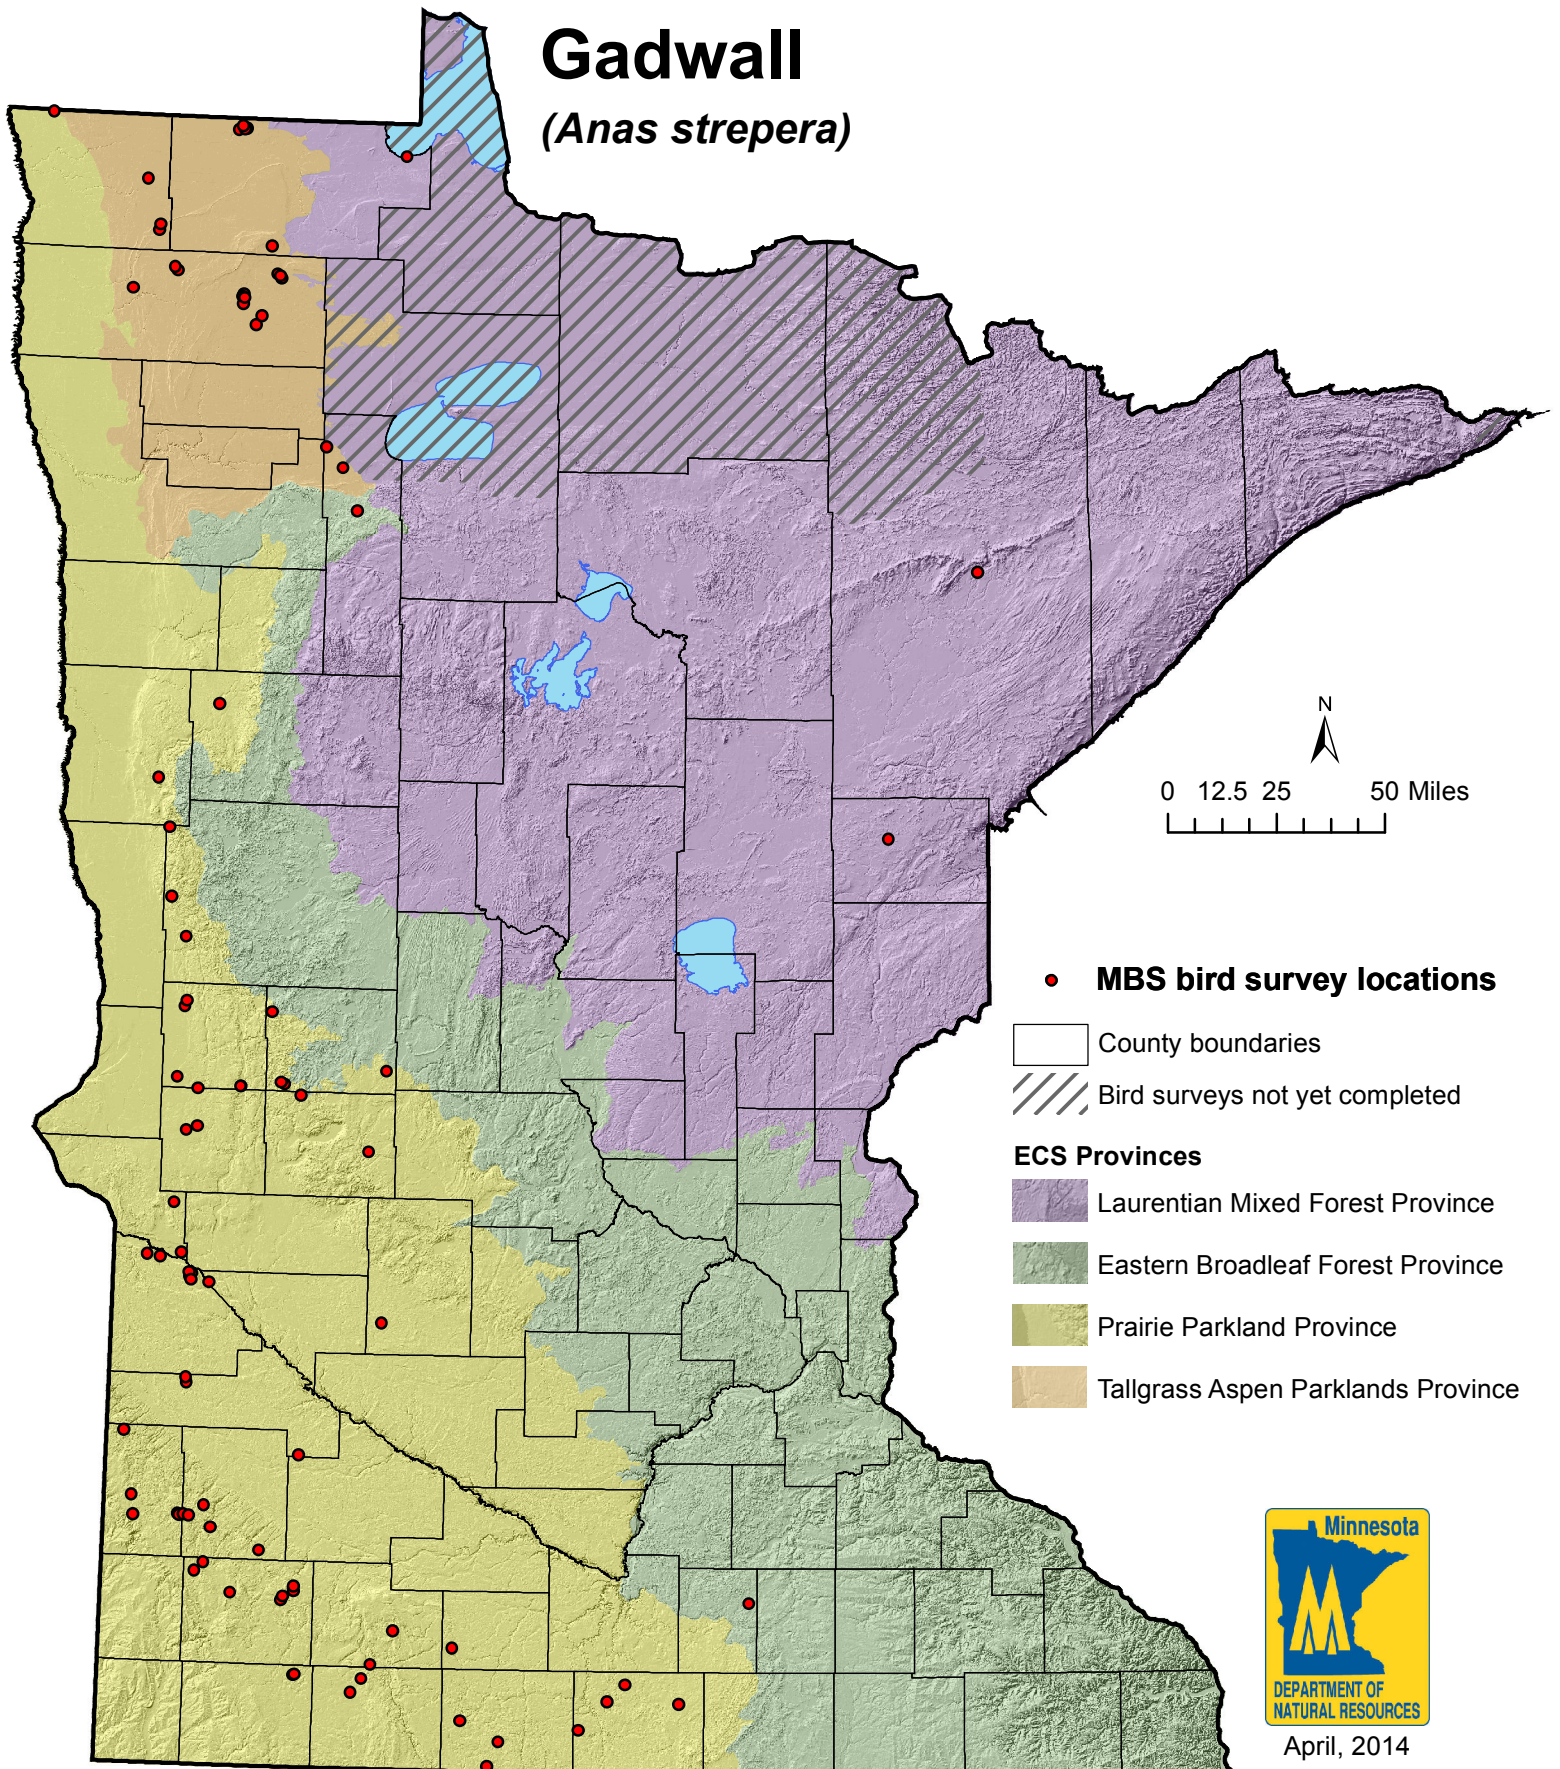 Gadwall
(Anas strepera)
N
0 12.5 25 50 Miles
MBS bird survey locations
County boundaries
Bird surveys not yet completed
ECS Provinces
Laurentian Mixed Forest Province
Eastern Broadleaf Forest Province
Prairie Parkland Province
Tallgrass Aspen Parklands Province
Minnesota
DEPARTMENT OF
NATURAL RESOURCES
April, 2014